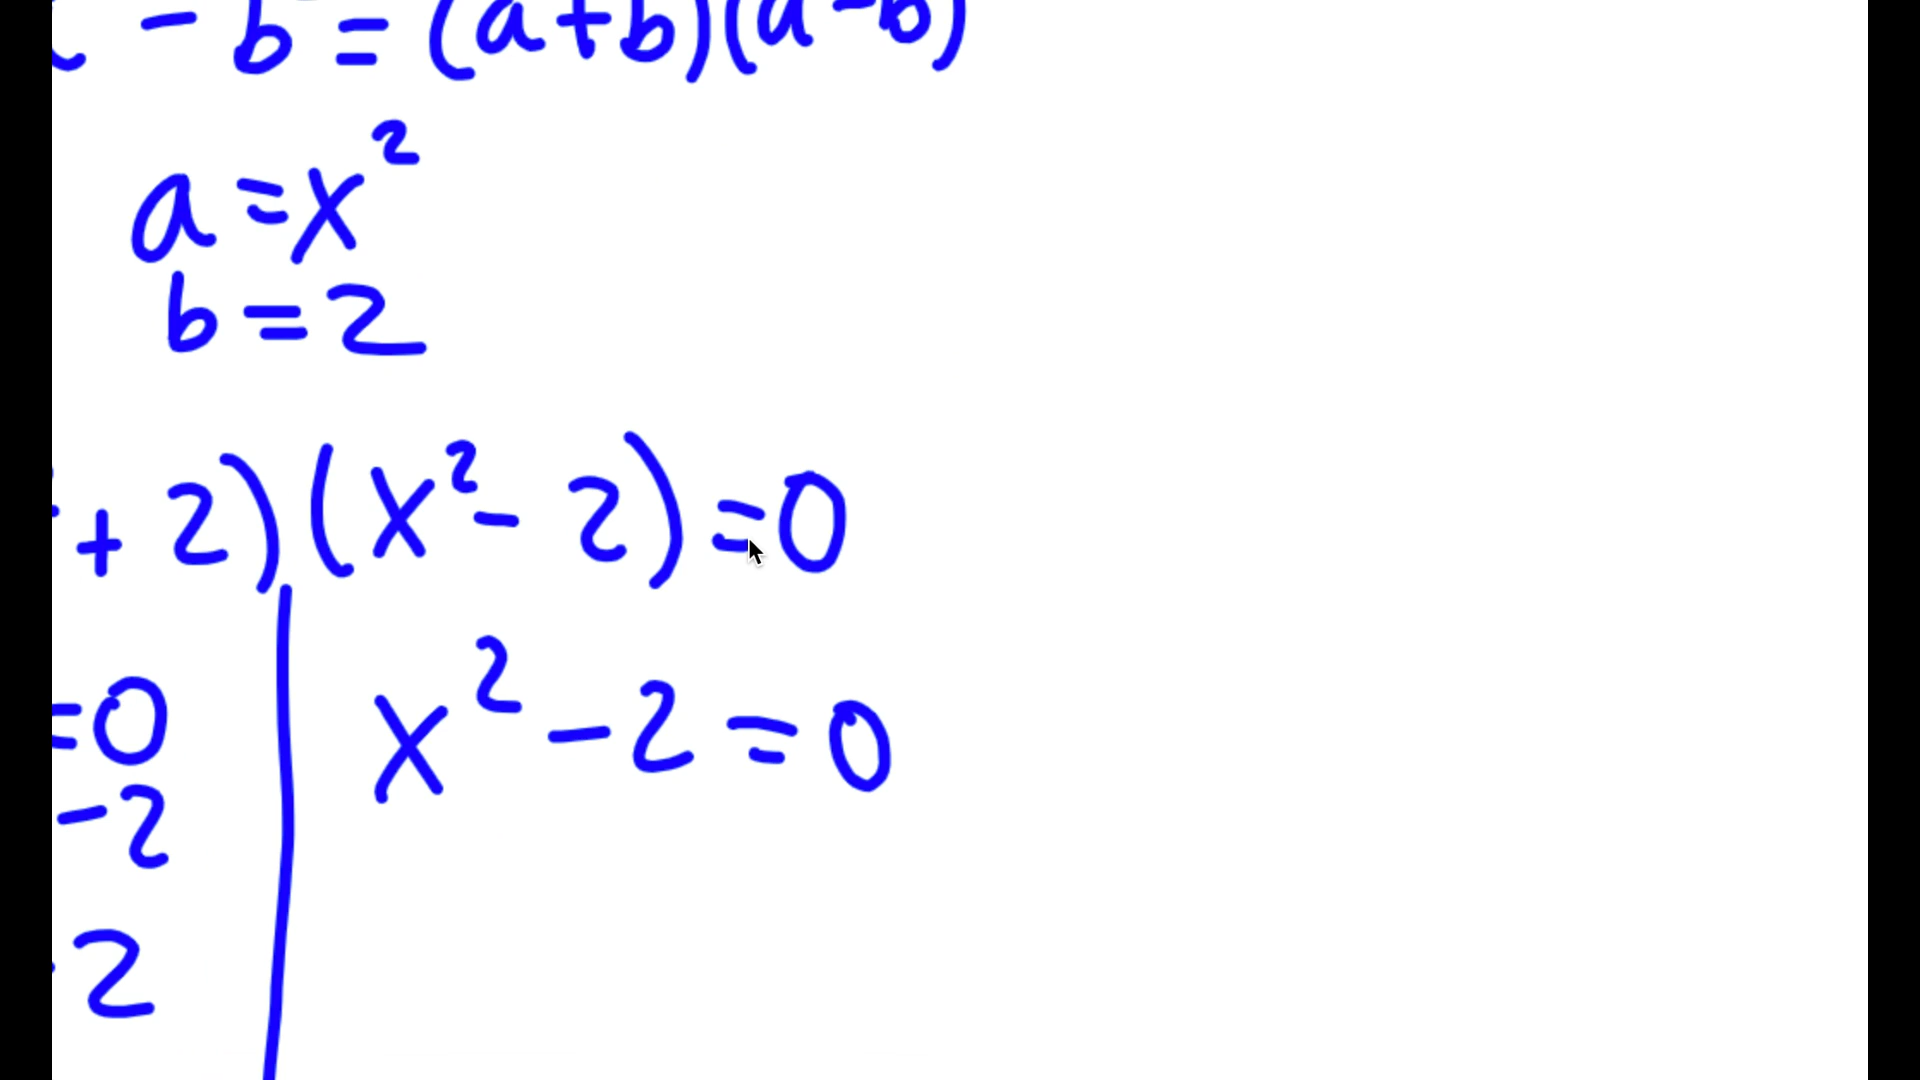 - b = (a+b)(a-b)
a = x²
b = 2
+ 2)(x² - 2) = 0
=0
x² - 2 = 0
-2
2